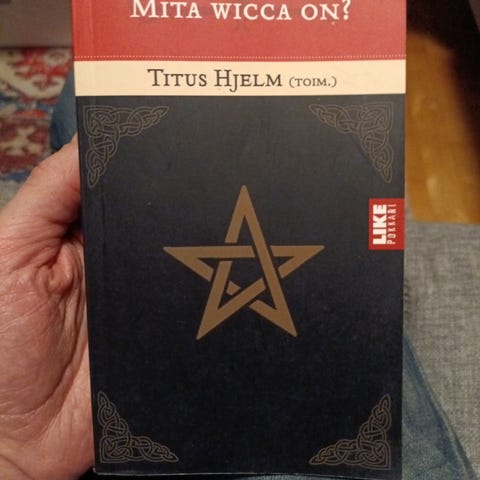 MITÄ WICCA ON?
TITUS HJELM (TOIM.)
LIKE
POKKARI